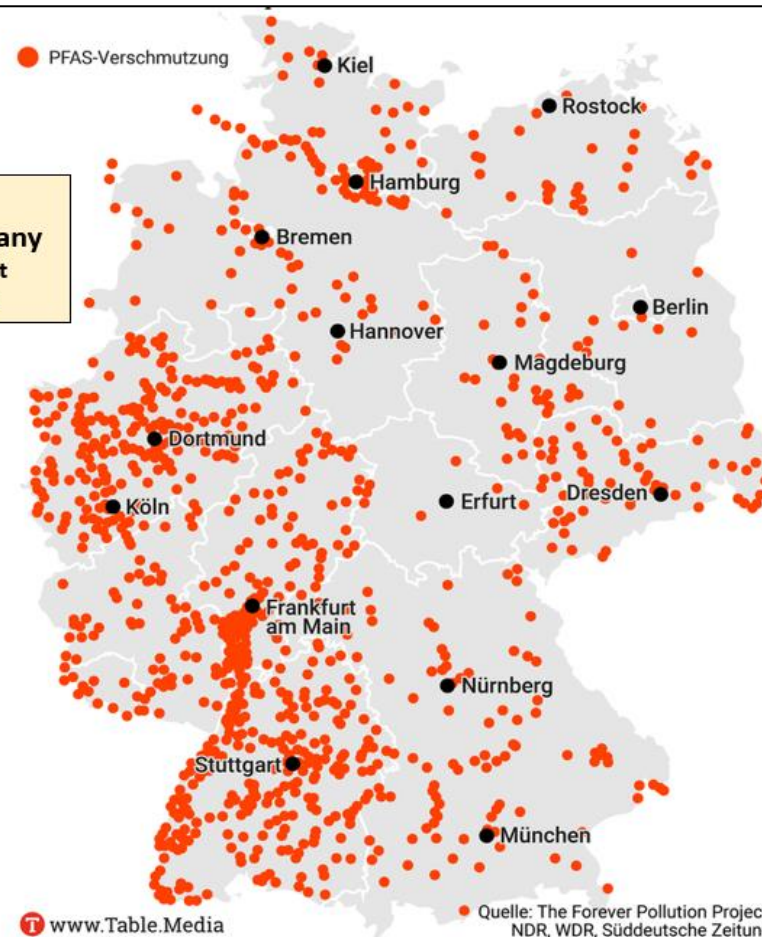 PFAS-Verschmutzung
Kiel
Rostock
Hamburg
Bremen
Berlin
Hannover
Magdeburg
Dortmund
Köln
Erfurt
Dresden
Frankfurt
am Main
Nürnberg
Stuttgart
München
www.Table.Media
Quelle: The Forever Pollution Projec
NDR, WDR, Süddeutsche Zeitun